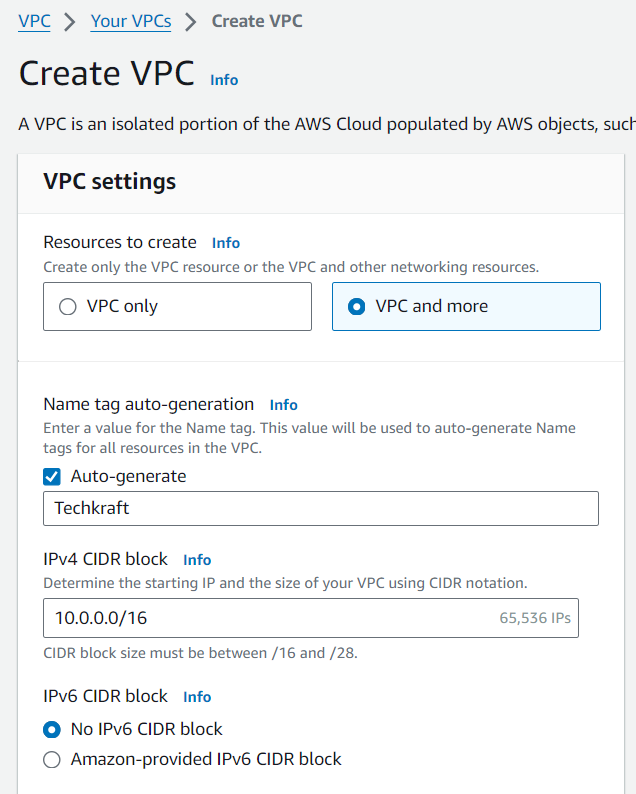 VPC > Your VPCs > Create VPC
Create VPC Info
A VPC is an isolated portion of the AWS Cloud populated by AWS objects, such
VPC settings
Resources to create Info
Create only the VPC resource or the VPC and other networking resources.
VPC only VPC and more
Name tag auto-generation Info
Enter a value for the Name tag. This value will be used to auto-generate Name
tags for all resources in the VPC.
Auto-generate
Techkraft
IPv4 CIDR block Info
Determine the starting IP and the size of your VPC using CIDR notation.
10.0.0.0/16 65,536 IPs
CIDR block size must be between /16 and /28.
IPv6 CIDR block Info
No IPv6 CIDR block
Amazon-provided IPv6 CIDR block